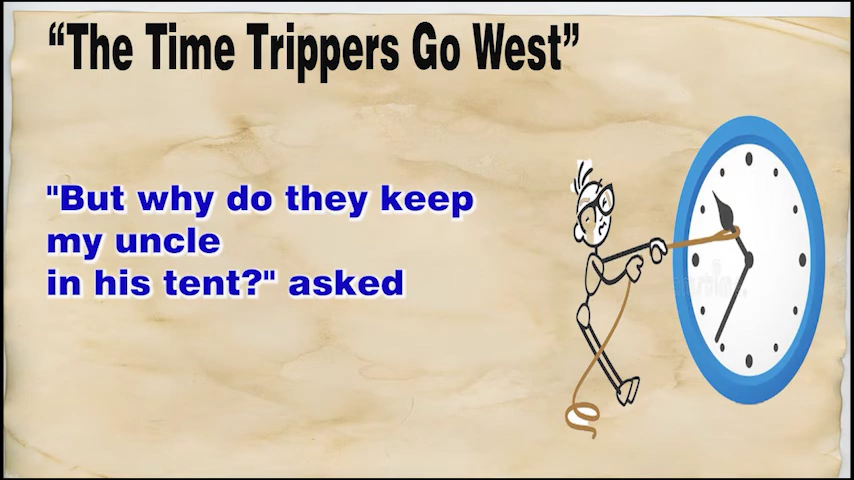 “The Time Trippers Go West”
"But why do they keep
my uncle
in his tent?" asked